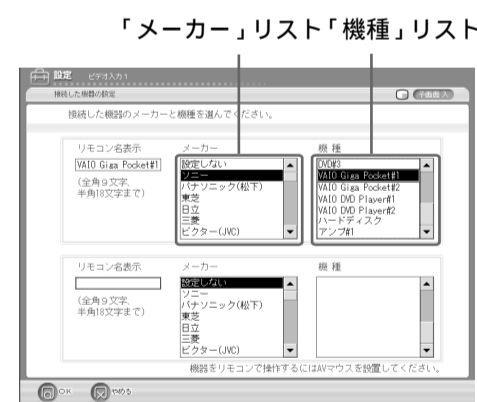 「メーカー」リスト「機種」リスト
設定 ビデオ入力1
接続した機器の設定 子画面 入
接続した機器のメーカーと機種を選んでください。
リモコン名表示 メーカー 機 種
VAIO Giga Pocket#1
(全角9文字、
半角18文字まで)
設定しない
ソニー
パナソニック(松下)
東芝
日立
三菱
ビクター(JVC)
DVD#3
VAIO Giga Pocket#1
VAIO Giga Pocket#2
VAIO DVD Player#1
VAIO DVD Player#2
ハードディスク
アンプ#1
リモコン名表示 メーカー 機 種
(全角9文字、
半角18文字まで)
設定しない
ソニー
パナソニック(松下)
東芝
日立
三菱
ビクター(JVC)
機器をリモコンで操作するにはAVマウスを設置してください。
OK やめる